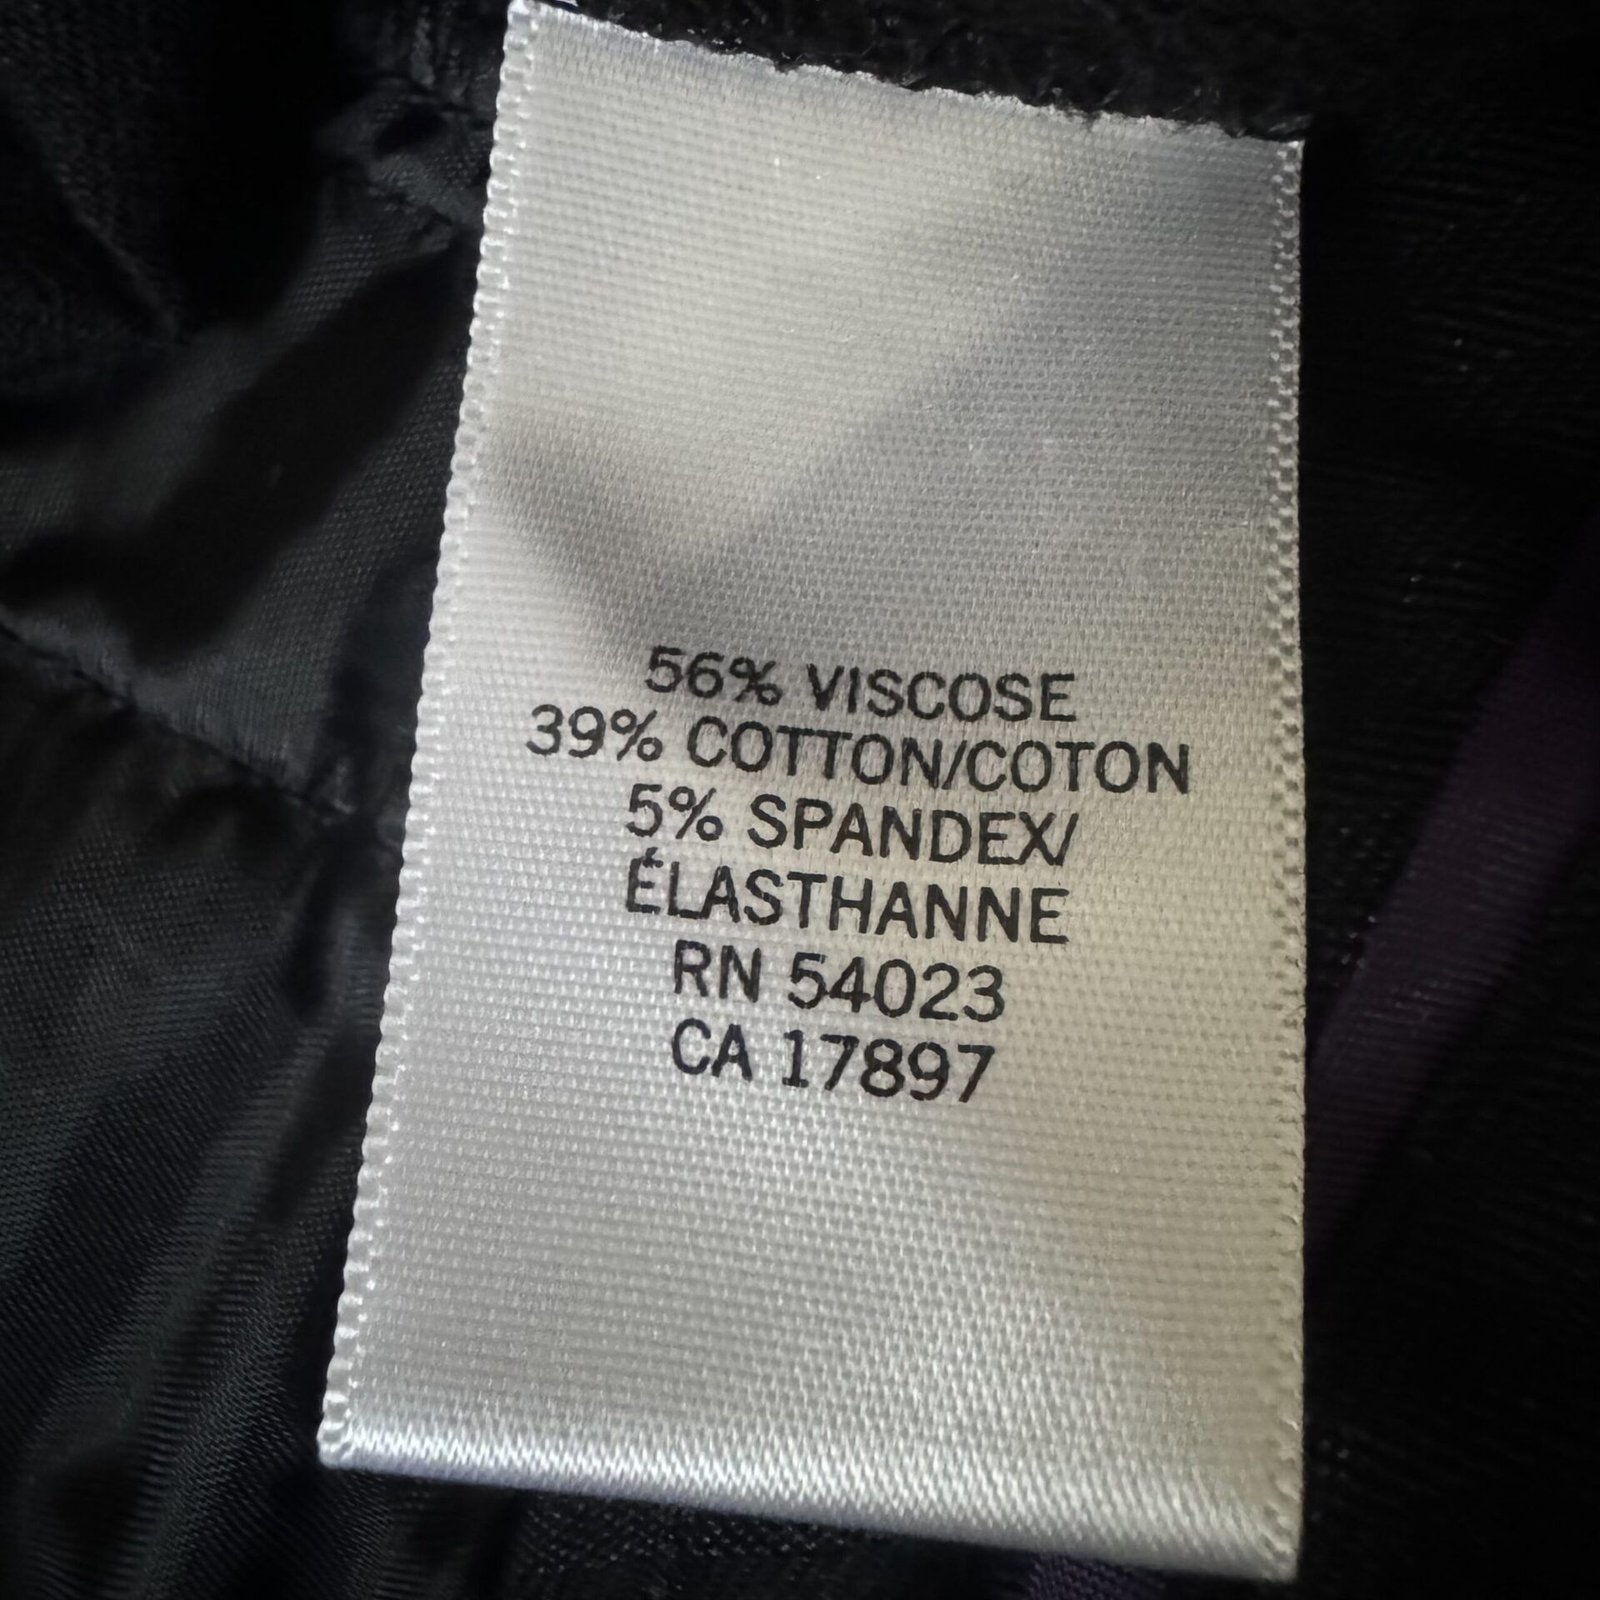 56% VISCOSE
39% COTTON/COTON
5% SPANDEX/
ÉLASTHANNE
RN 54023
CA 17897